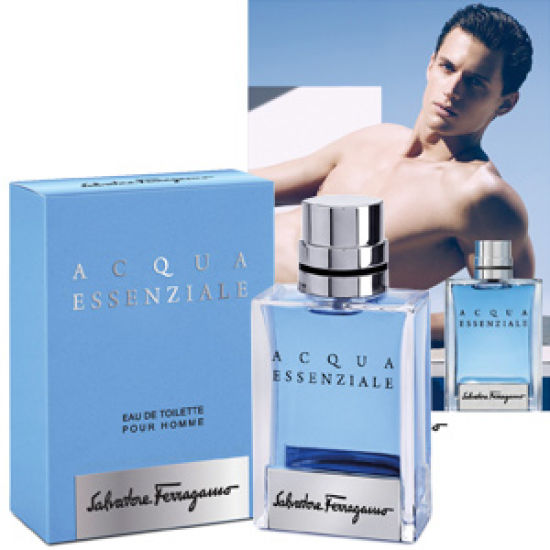 ACQUA
ESSENZIALE
EAU DE TOILETTE
POUR HOMME
Salvatore Ferragamo
ACQUA
ESSENZIALE
Salvatore Ferragamo
ACQUA
ESSENZIALE
Salvatore Ferragamo